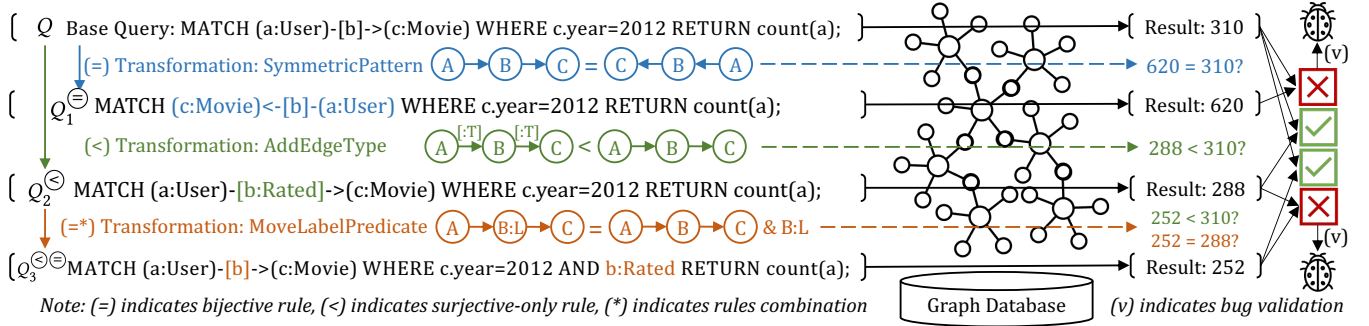 { Q Base Query: MATCH (a:User)-[b]->(c:Movie) WHERE c.year=2012 RETURN count(a); } { Result: 310 }
(v)
(=) Transformation: SymmetricPattern A B C = C B A 620 = 310?
{ Q1(=) MATCH (c:Movie)<-[b]-(a:User) WHERE c.year=2012 RETURN count(a); } { Result: 620 }
[:T] [:T]
(<) Transformation: AddEdgeType A B C < A B C 288 < 310?
{ Q2(<) MATCH (a:User)-[b:Rated]->(c:Movie) WHERE c.year=2012 RETURN count(a); } { Result: 288 }
252 < 310?
(=*) Transformation: MoveLabelPredicate A B:L C = A B C & B:L
252 = 288?
(v)
{ Q3(<)(=) MATCH (a:User)-[b]->(c:Movie) WHERE c.year=2012 AND b:Rated RETURN count(a); } { Result: 252 }
Note: (=) indicates bijective rule, (<) indicates surjective-only rule, (*) indicates rules combination Graph Database (v) indicates bug validation